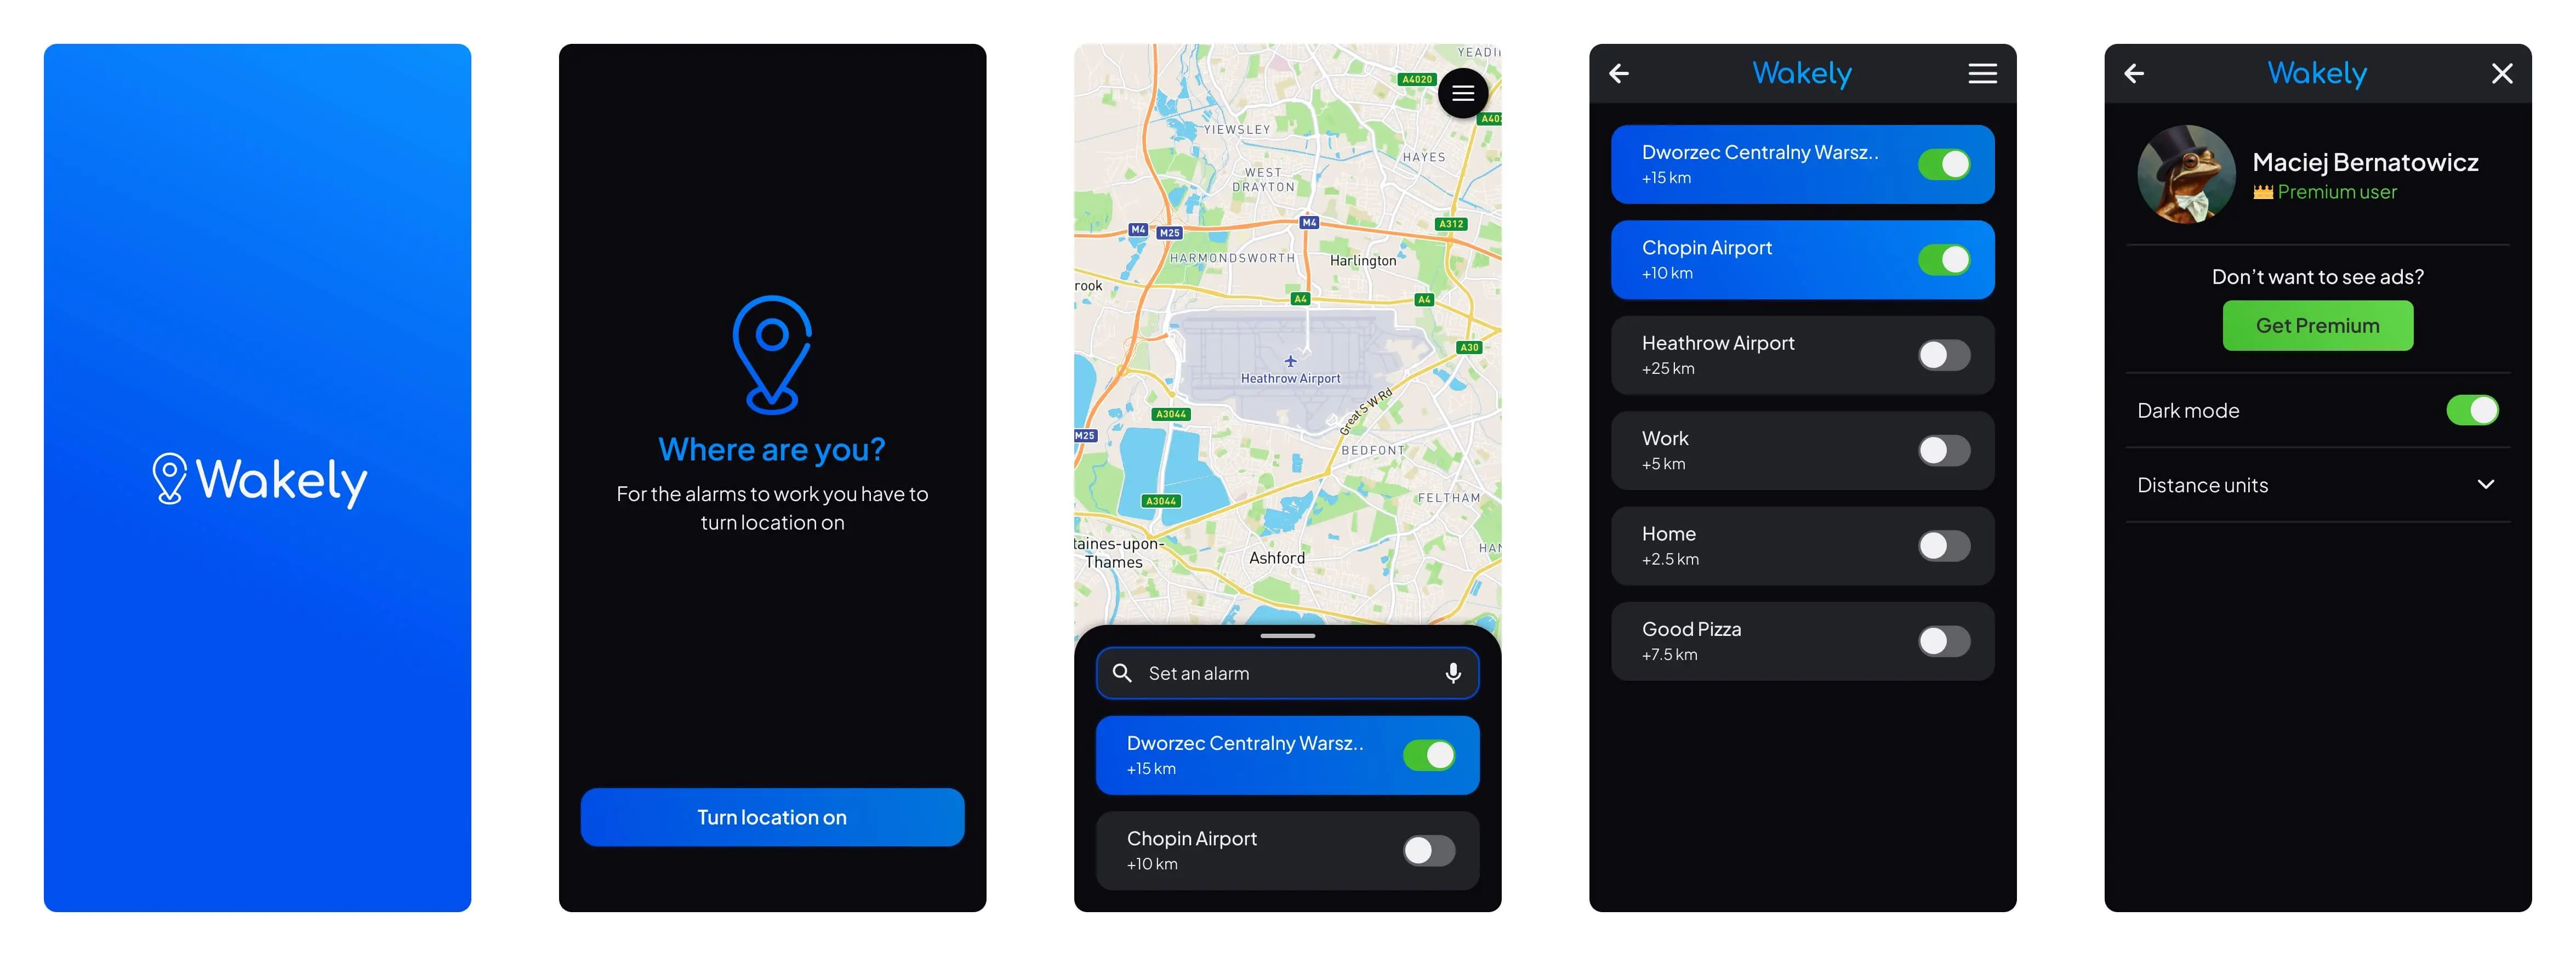 Wakely
Where are you?
For the alarms to work you have to
turn location on
Turn location on
A4020
YIEWSLEY
HAYES
WEST
DRAYTON
M4
M25
M4
A312
HARMONDSWORTH
Harlington
rook
A4
A4
A30
Heathrow Airport
Great S W Rd
A3044
M25
BEDFONT
A3044
FELTHAM
taines-upon-
Thames
Ashford
Set an alarm
Dworzec Centralny Warsz..
+15 km
Chopin Airport
+10 km
Wakely
Dworzec Centralny Warsz..
+15 km
Chopin Airport
+10 km
Heathrow Airport
+25 km
Work
+5 km
Home
+2.5 km
Good Pizza
+7.5 km
Wakely
Maciej Bernatowicz
Premium user
Don't want to see ads?
Get Premium
Dark mode
Distance units